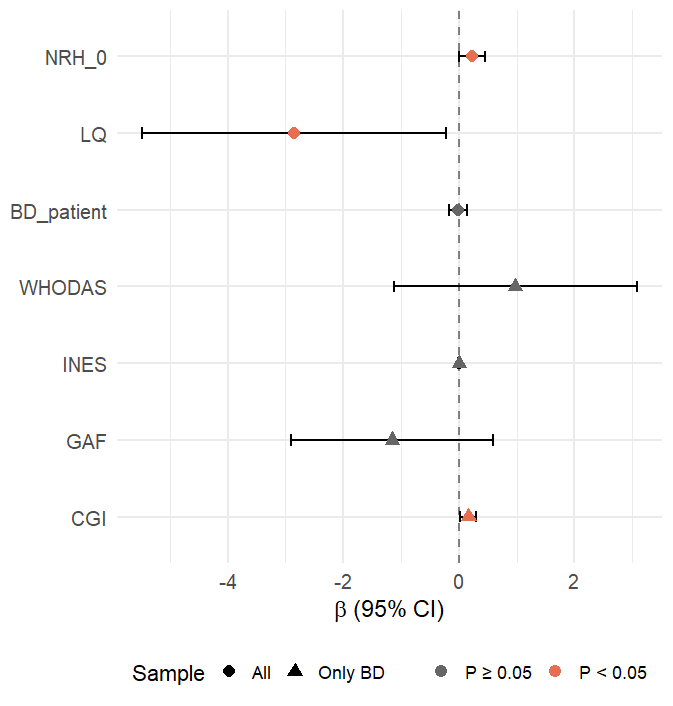 NRH_0
LQ
BD_patient
WHODAS
INES
GAF
CGI
-4 -2 0 2
β (95% CI)
Sample All Only BD P ≥ 0.05 P < 0.05